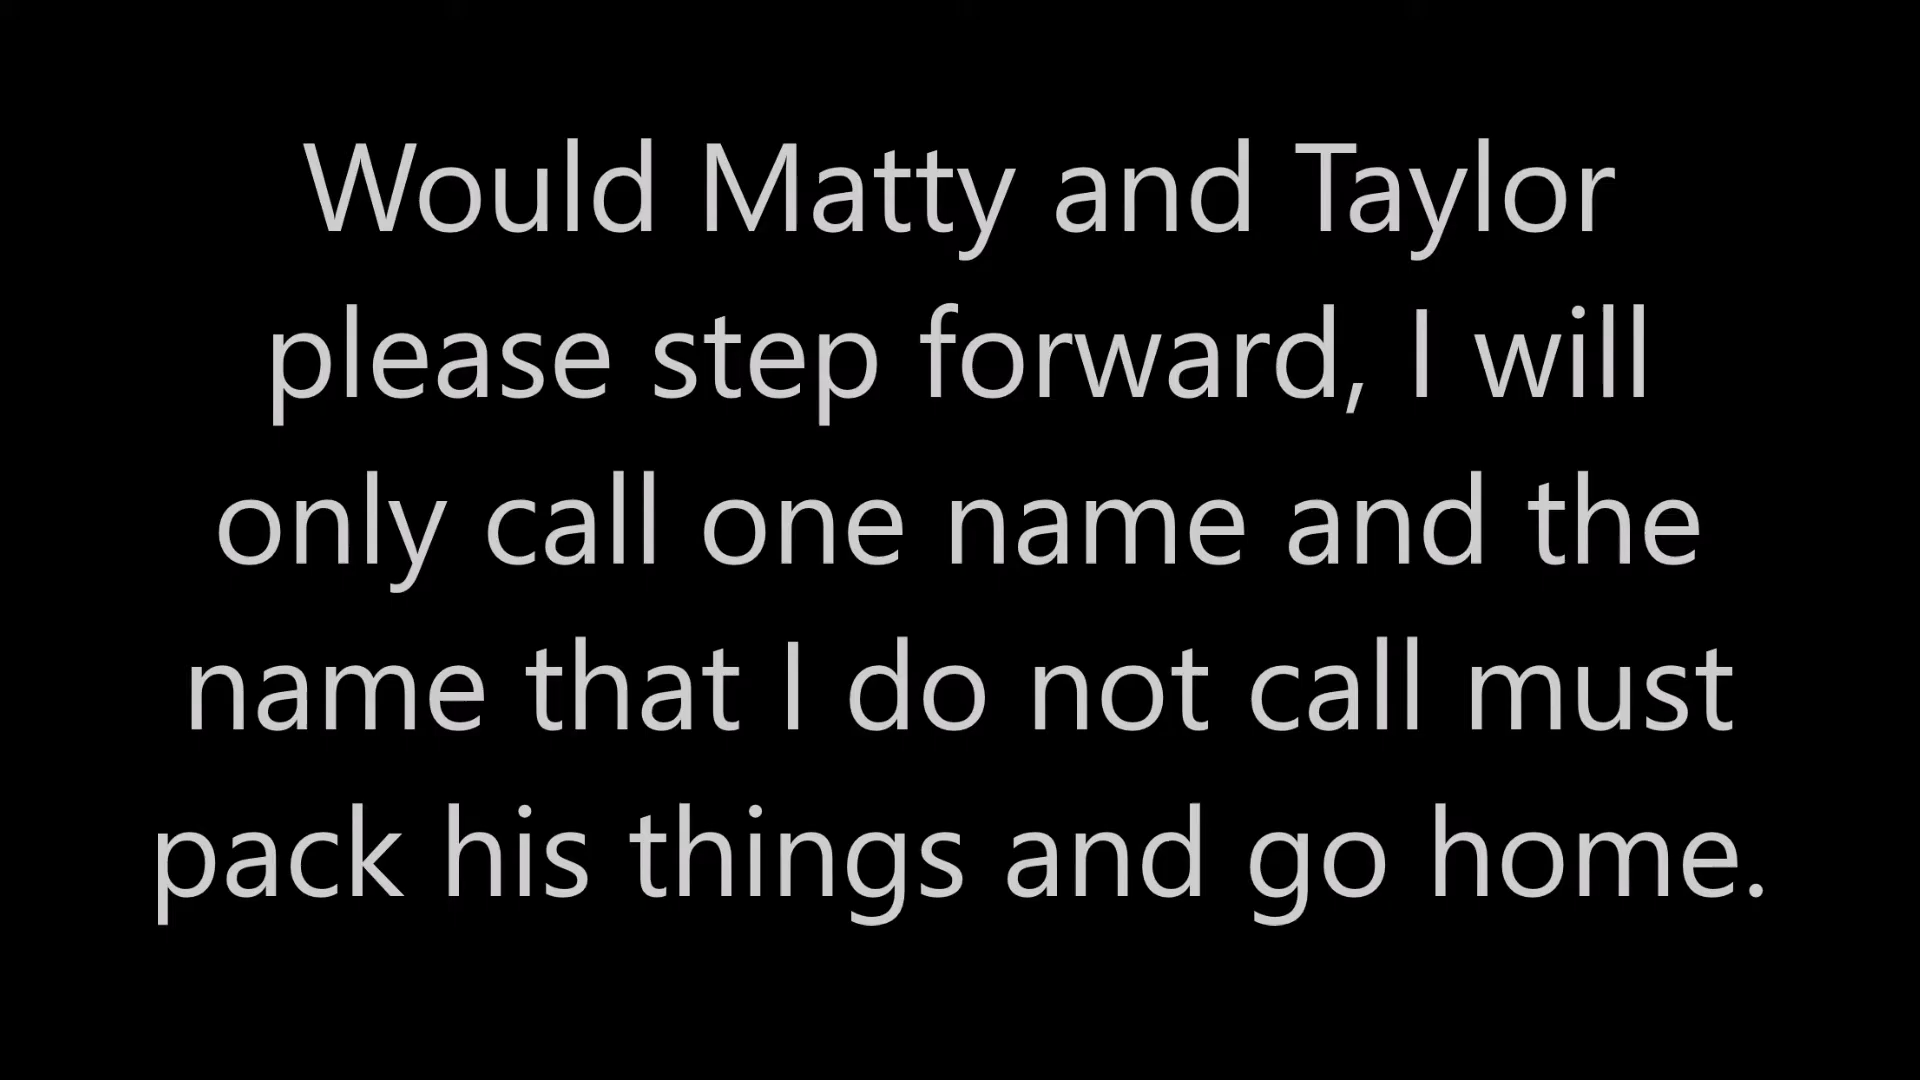 Would Matty and Taylor
please step forward, I will
only call one name and the
name that I do not call must
pack his things and go home.